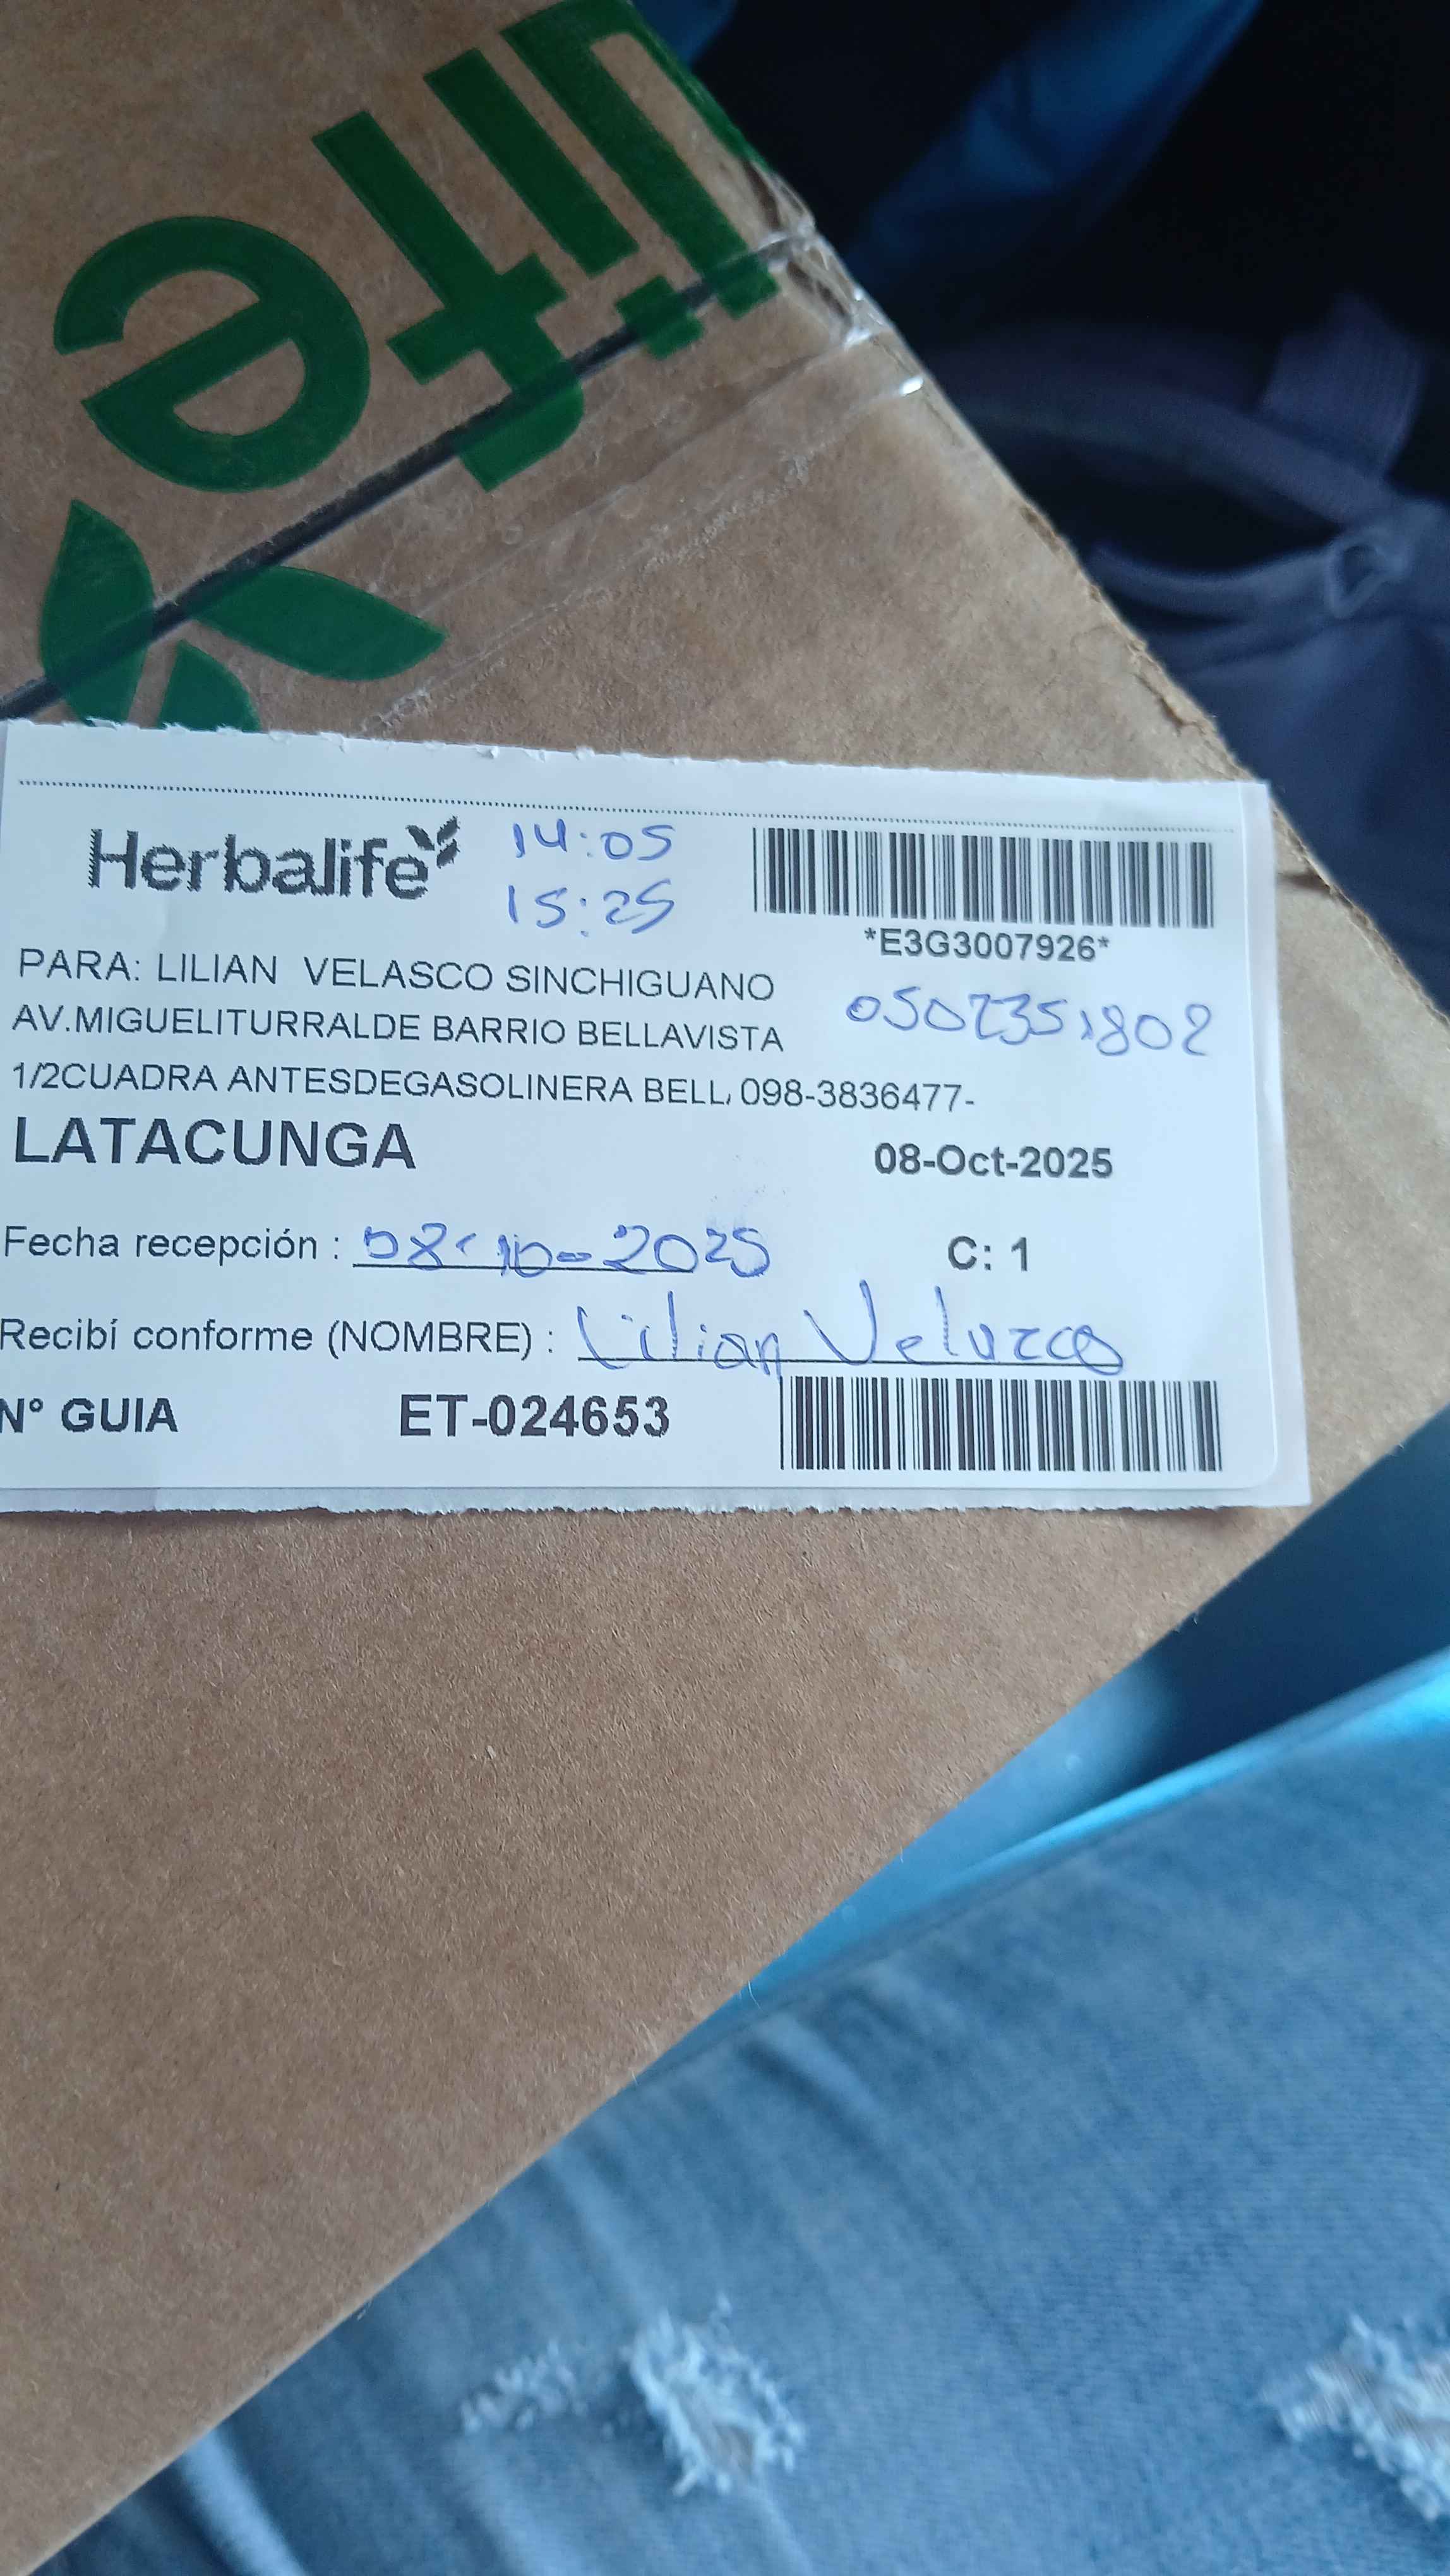 life
Herbalife
14:05
15:25
*E3G3007926*
PARA: LILIAN VELASCO SINCHIGUANO
0502351802
AV.MIGUELITURRALDE BARRIO BELLAVISTA
1/2CUADRA ANTESDEGASOLINERA BELL, 098-3836477-
LATACUNGA
08-Oct-2025
Fecha recepción : 08-10-2025
C: 1
Recibí conforme (NOMBRE) : Lilian Velazco
N° GUIA ET-024653